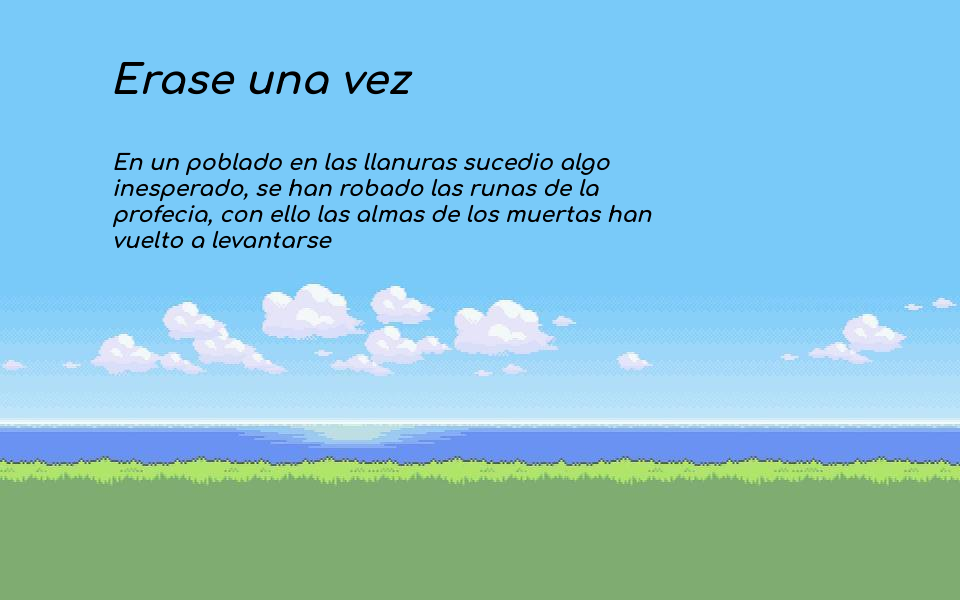 Erase una vez
En un poblado en las llanuras sucedio algo
inesperado, se han robado las runas de la
profecia, con ello las almas de los muertas han
vuelto a levantarse